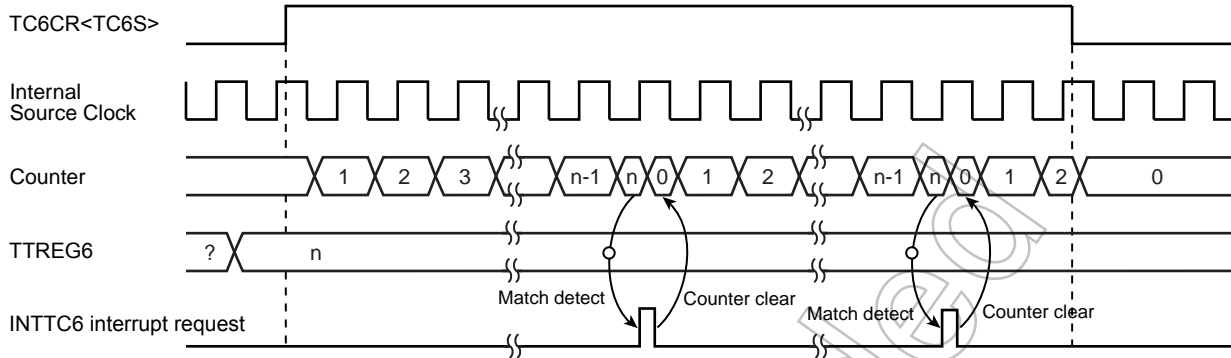 TC6CR<TC6S>
Internal
Source Clock
Counter 1 2 3 n-1 n 0 1 2 n-1 n 0 1 2 0
TTREG6 ? n
Match detect Counter clear Match detect Counter clear
INTTC6 interrupt request